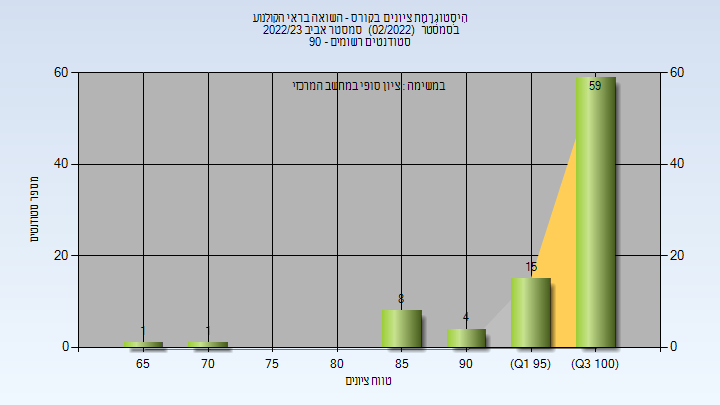 הִיסְטוֹגְרָמַת ציונים בקורס - השואה בראי הקולנוע
בסמסטר (02/2022) סמסטר אביב 2022/23
סטודנטים רשומים - 90
במשימה : ציון סופי במחשב המרכזי
מספר סטודנטים
60
40
20
0
60
40
20
0
1
1
8
4
15
59
65
70
75
80
85
90
(Q1 95)
(Q3 100)
טווח ציונים